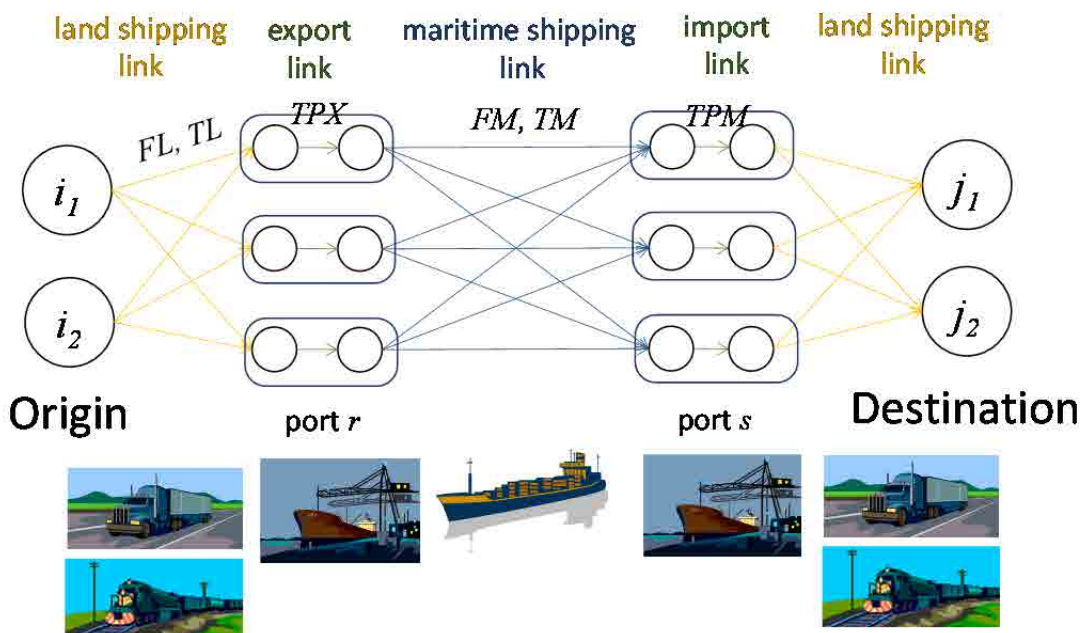 land shipping link
export link
maritime shipping link
import link
land shipping link
FL, TL
TPX
FM, TM
TPM
i1
j1
i2
j2
Origin
port r
port s
Destination